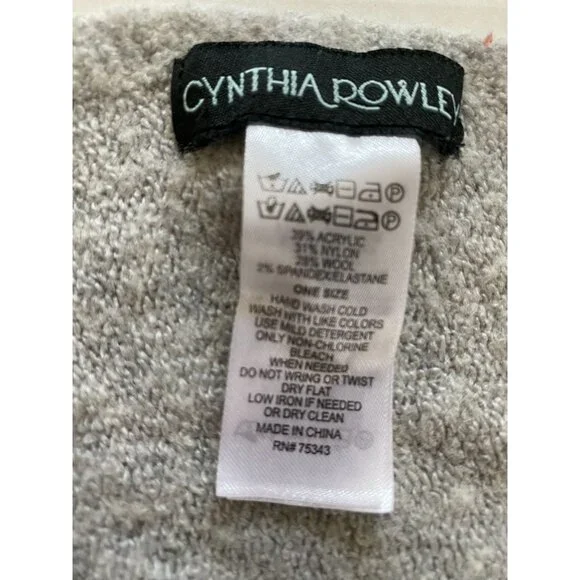 CYNTHIA ROWLEY
39% ACRYLIC
31% NYLON
28% WOOL
2% SPANDEX/ELASTANE
ONE SIZE
HAND WASH COLD
WASH WITH LIKE COLORS
USE MILD DETERGENT
ONLY NON-CHLORINE
BLEACH
WHEN NEEDED
DO NOT WRING OR TWIST
DRY FLAT
LOW IRON IF NEEDED
OR DRY CLEAN
MADE IN CHINA
RN# 75343